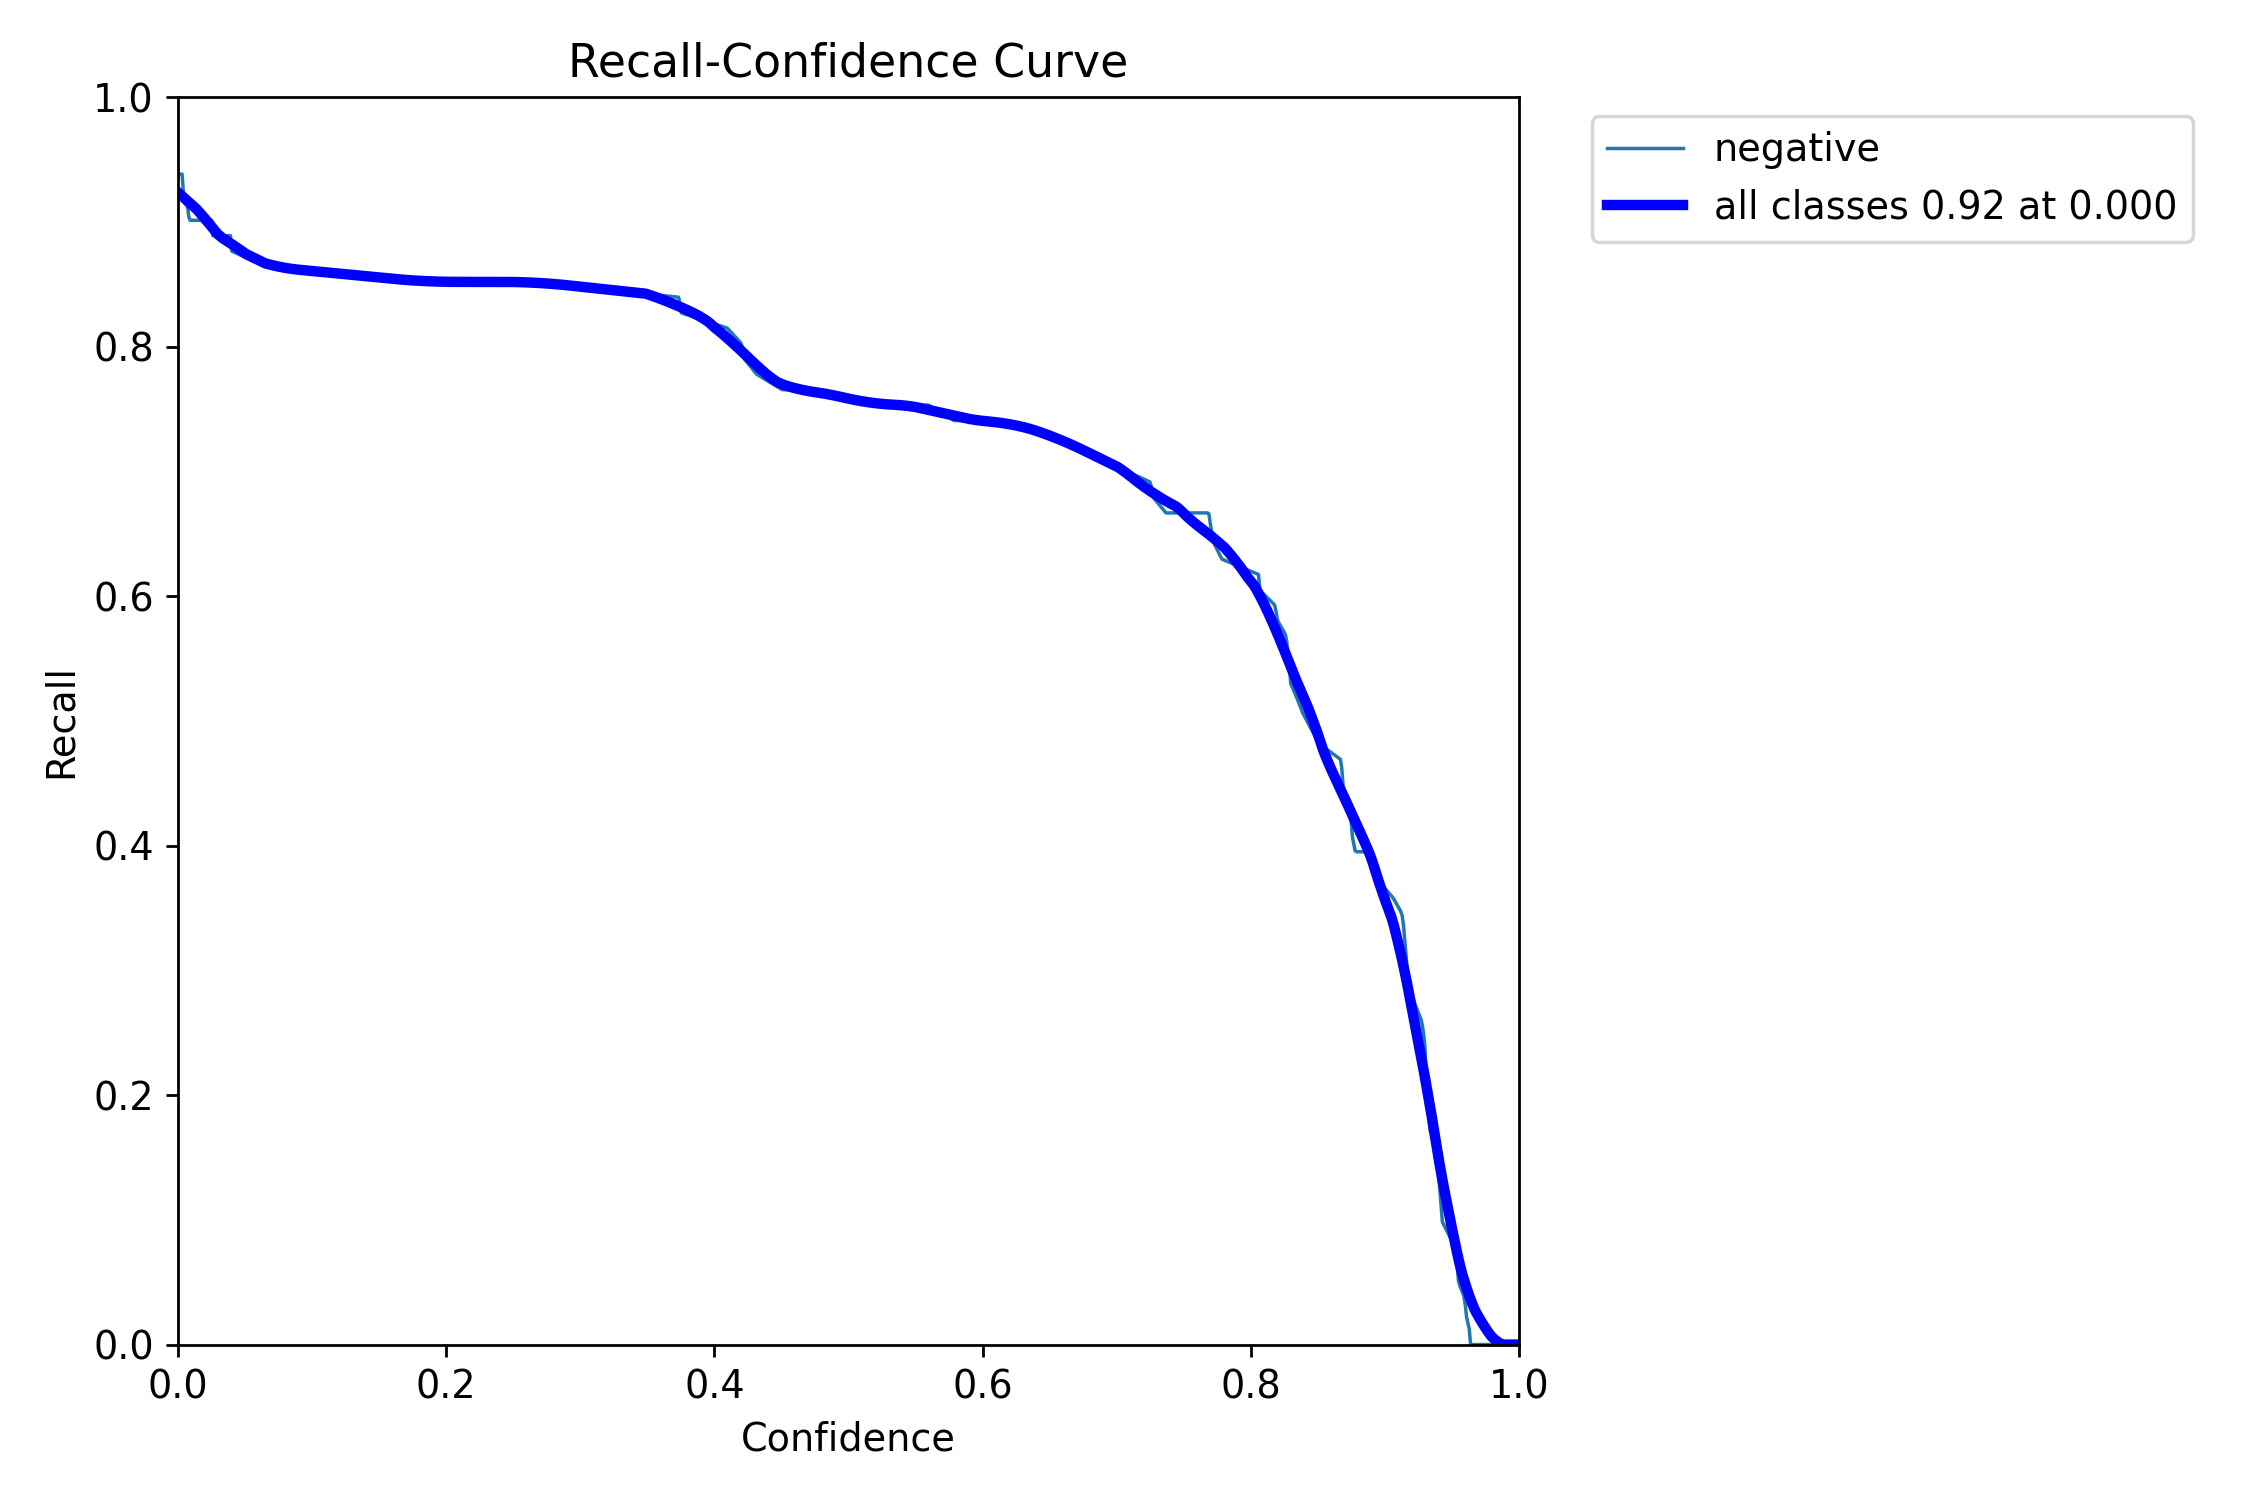 Recall-Confidence Curve
1.0
0.8
0.6
0.4
0.2
0.0
Recall
0.0 0.2 0.4 0.6 0.8 1.0
Confidence
negative
all classes 0.92 at 0.000